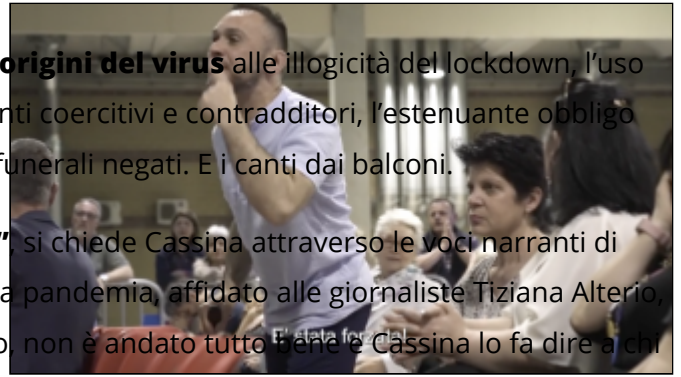 origini del virus alle illogicità del lockdown, l'uso
nti coercitivi e contradditori, l'estenuante obbligo
funerali negati. E i canti dai balconi.
", si chiede Cassina attraverso le voci narranti di
a pandemia, affidato alle giornaliste Tiziana Alterio,
o, non è andato tutto bene e Cassina lo fa dire a chi
E' stata forzata!